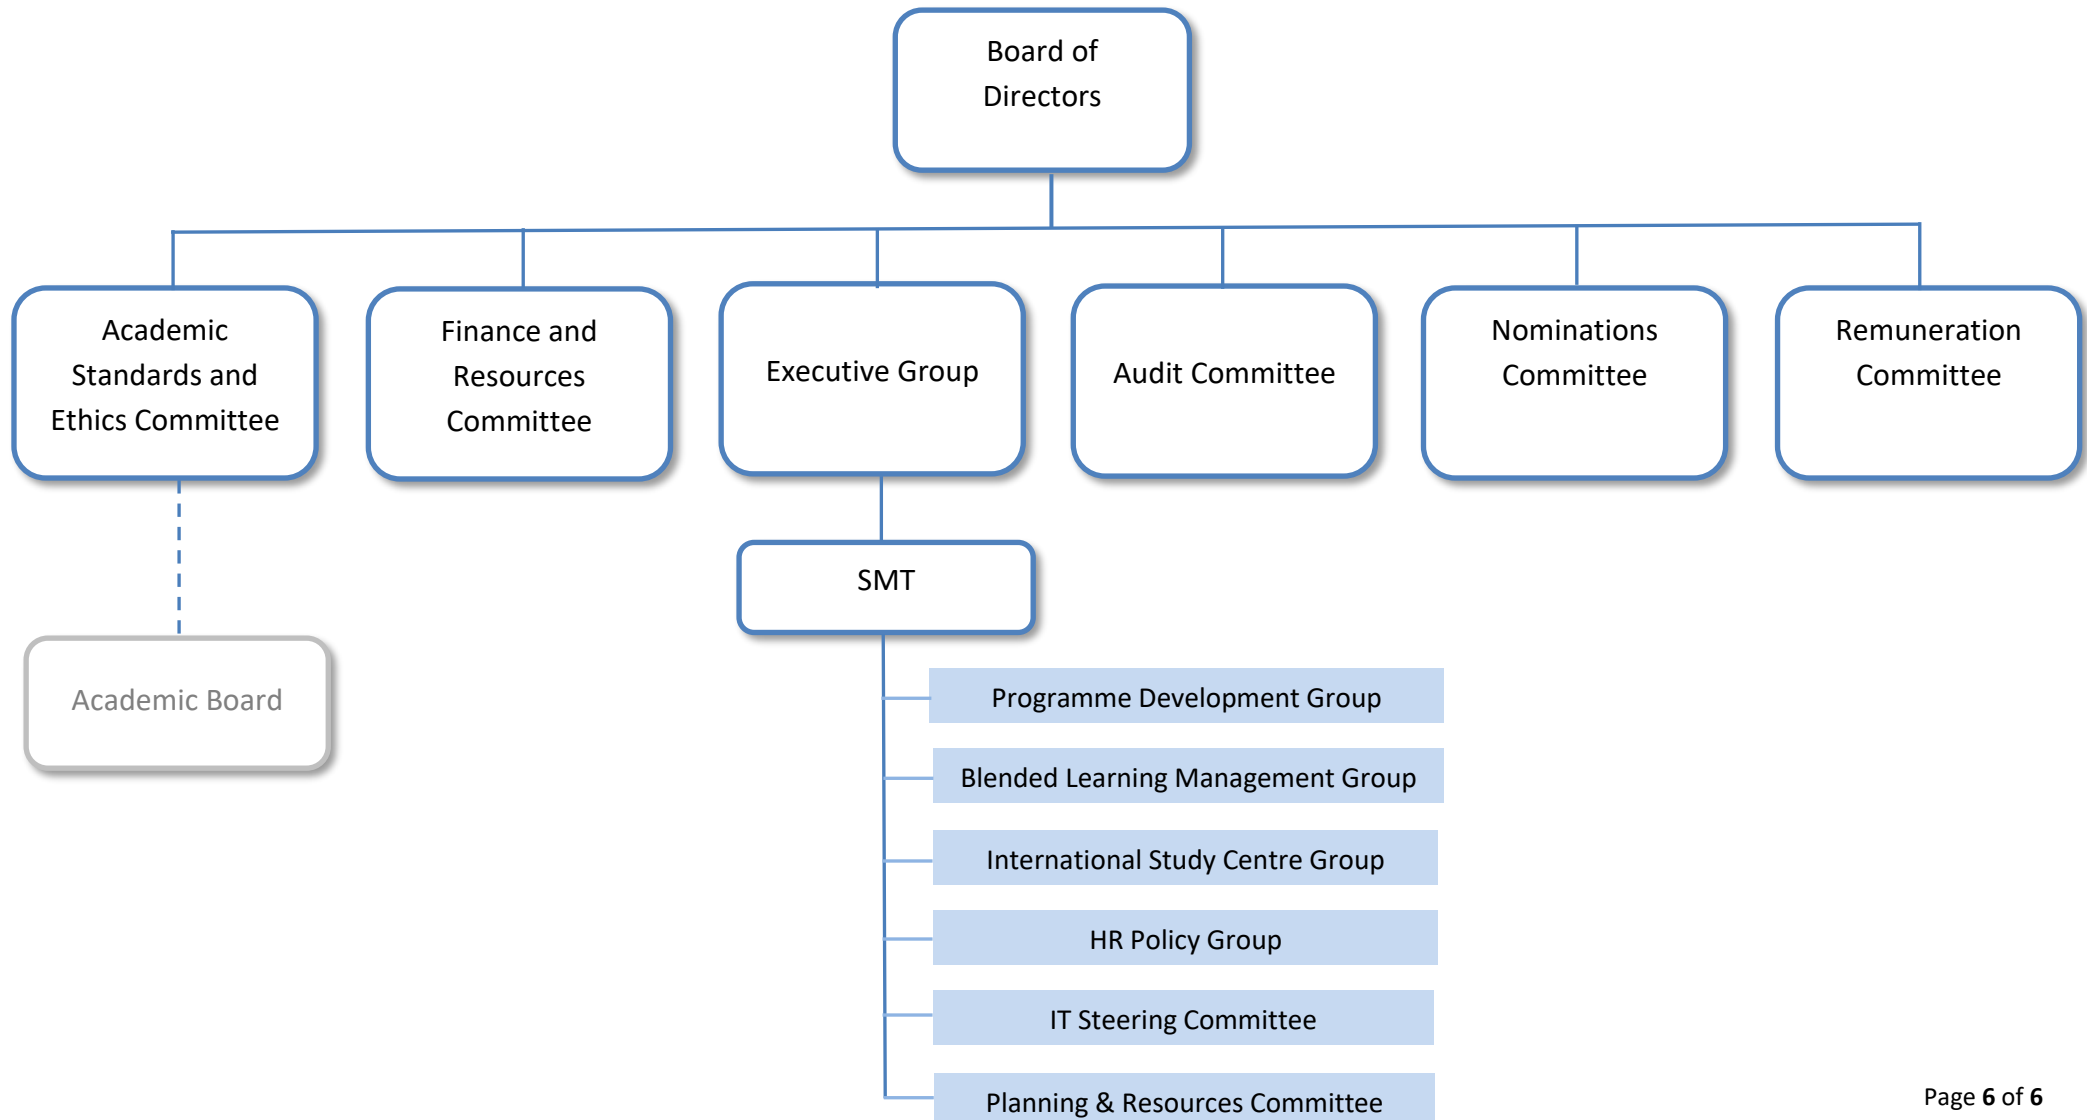 Board of
Directors
Academic
Standards and
Ethics Committee
Finance and
Resources
Committee
Executive Group
Audit Committee
Nominations
Committee
Remuneration
Committee
SMT
Academic Board
Programme Development Group
Blended Learning Management Group
International Study Centre Group
HR Policy Group
IT Steering Committee
Planning & Resources Committee
Page 6 of 6